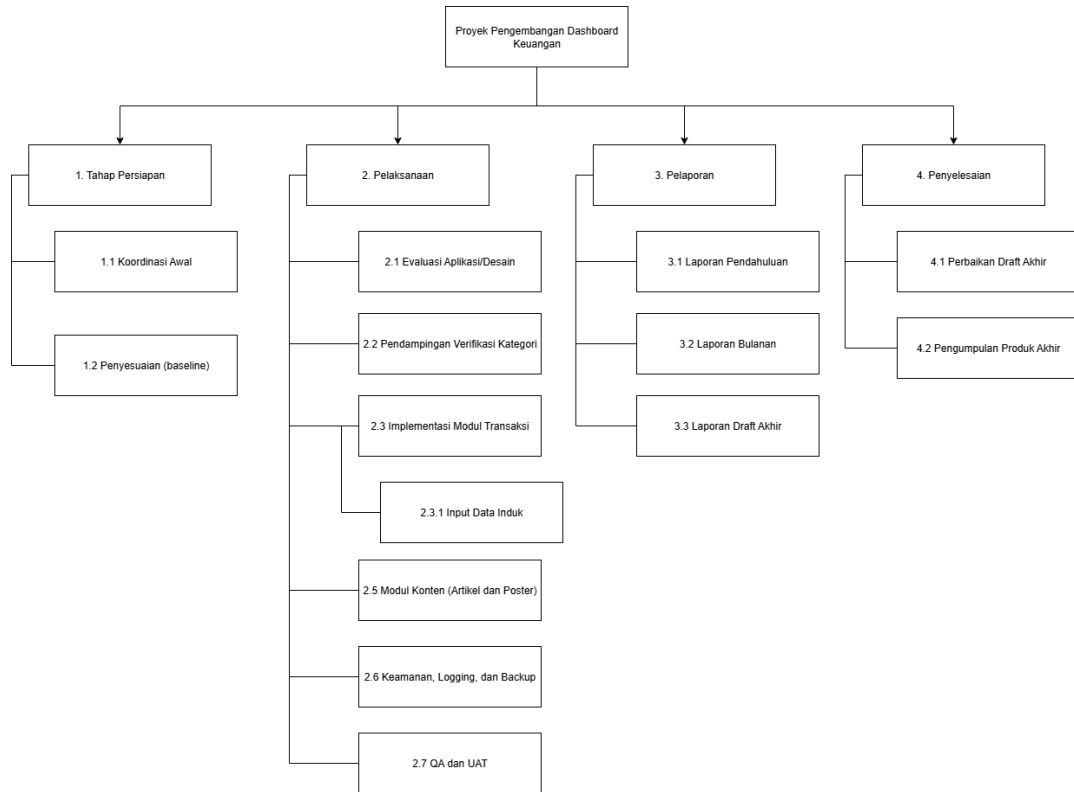 Proyek Pengembangan Dashboard
Keuangan
1. Tahap Persiapan
1.1 Koordinasi Awal
1.2 Penyesuaian (baseline)
2. Pelaksanaan
2.1 Evaluasi Aplikasi/Desain
2.2 Pendampingan Verifikasi Kategori
2.3 Implementasi Modul Transaksi
2.3.1 Input Data Induk
2.5 Modul Konten (Artikel dan Poster)
2.6 Keamanan, Logging, dan Backup
2.7 QA dan UAT
3. Pelaporan
3.1 Laporan Pendahuluan
3.2 Laporan Bulanan
3.3 Laporan Draft Akhir
4. Penyelesaian
4.1 Perbaikan Draft Akhir
4.2 Pengumpulan Produk Akhir